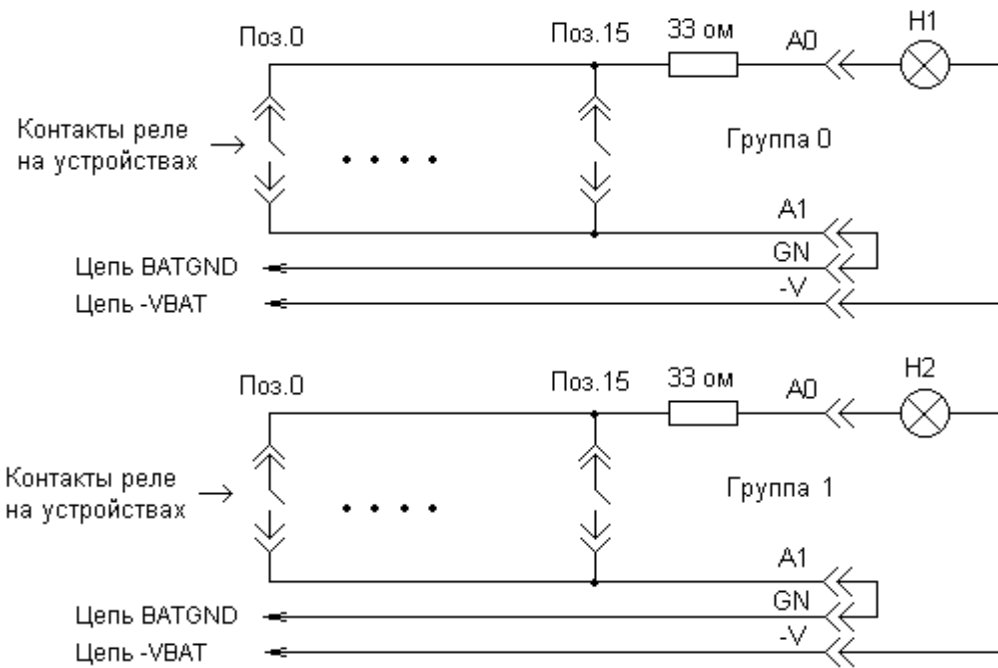 Поз.0
Поз.15
33 ом
A0
H1
Контакты реле
на устройствах
Группа 0
A1
GN
Цепь BATGND
-V
Цепь -VBAT
Поз.0
Поз.15
33 ом
A0
H2
Контакты реле
на устройствах
Группа 1
A1
GN
Цепь BATGND
-V
Цепь -VBAT